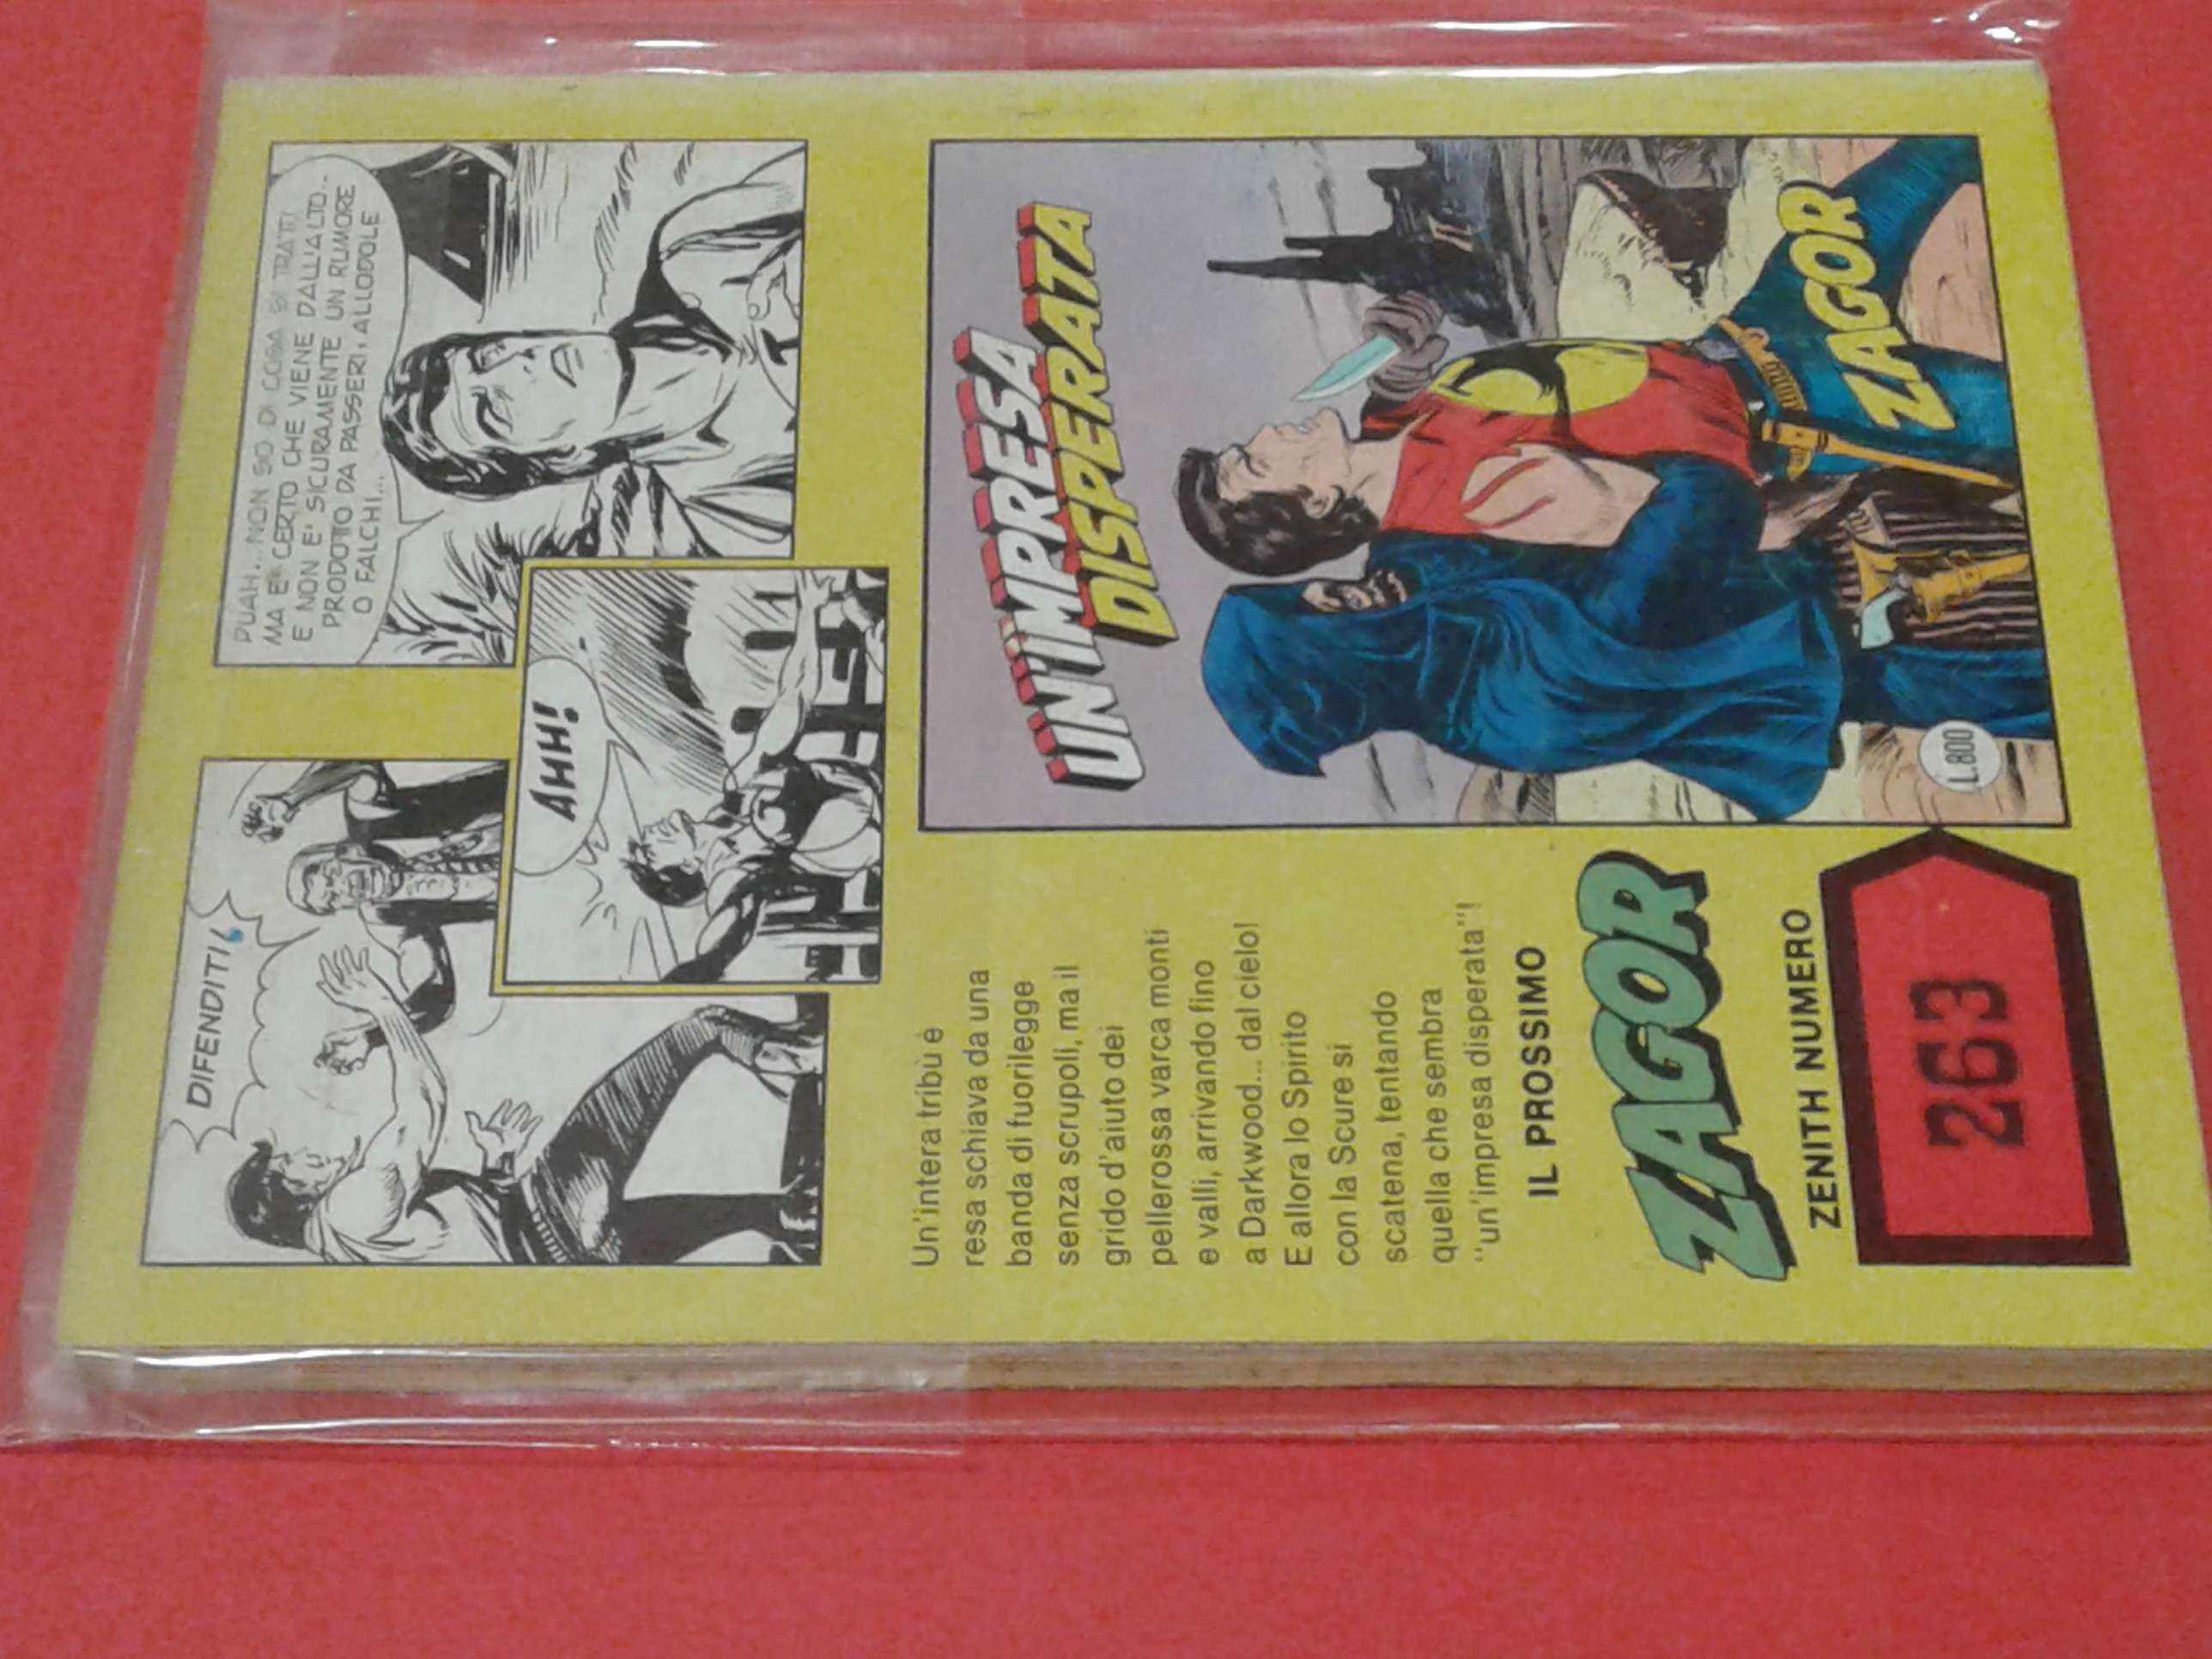 DIFENDITI!
PUAH...NON SO DI COSA SI TRATTI
MA E' CERTO CHE VIENE DALL'ALTO...
E NON E' SICURAMENTE UN RUMORE
PRODOTTO DA PASSERI, ALLODOLE
O FALCHI...
AHH!
Un'intera tribù è
resa schiava da una
banda di fuorilegge
senza scrupoli, ma il
grido d'aiuto dei
pellerossa varca monti
e valli, arrivando fino
a Darkwood... dal cielo!
E allora lo Spirito
con la Scure si
scatena, tentando
quella che sembra
"un'impresa disperata"!
IL PROSSIMO
ZAGOR
ZENITH NUMERO
263
UN'IMPRESA
DISPERATA
ZAGOR
L.800